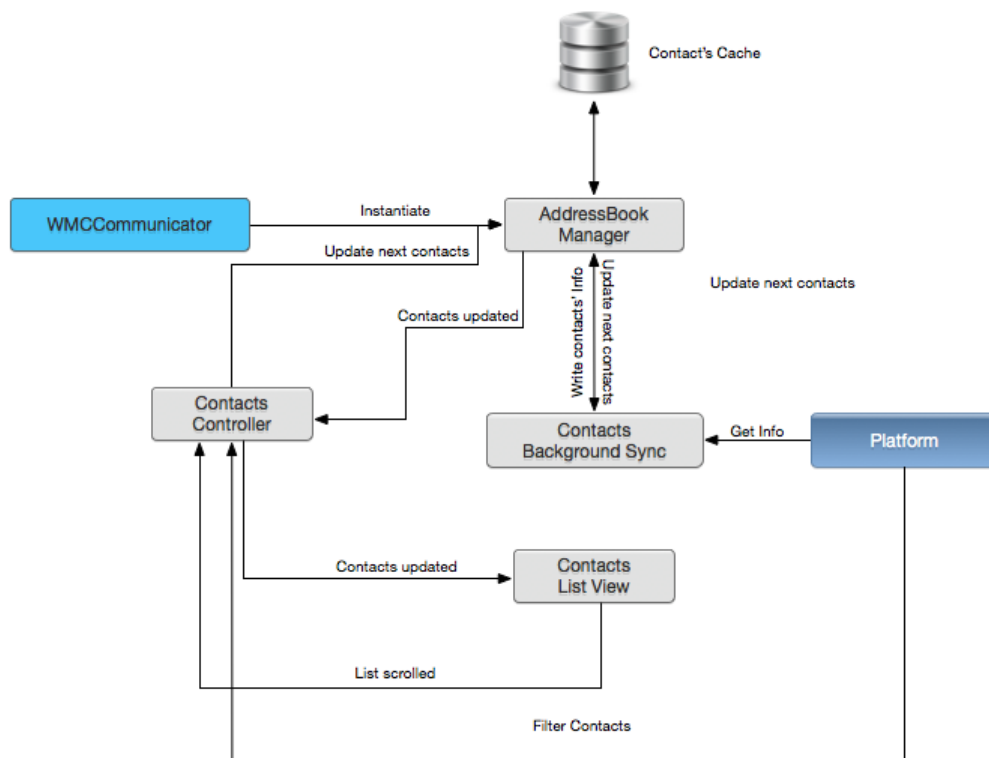 Contact's Cache
WMCCommunicator
Instantiate
AddressBook
Manager
Update next contacts
Update next contacts
Contacts updated
Write contacts' Info
Update next contacts
Contacts
Controller
Contacts
Background Sync
Get Info
Platform
Contacts updated
Contacts
List View
List scrolled
Filter Contacts